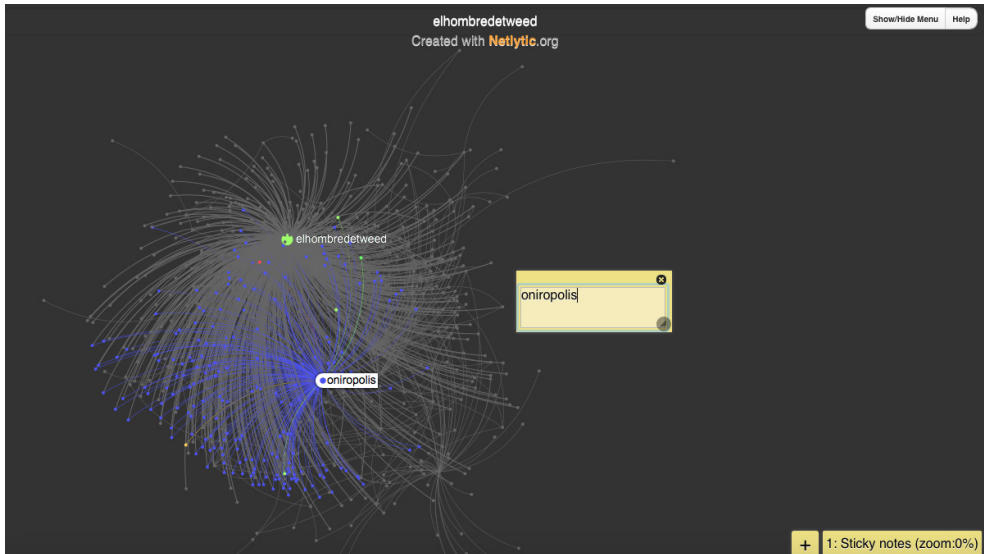 elhombredetweed
Show/Hide Menu Help
Created with Netlytic.org
elhombredetweed
oniropolis
oniropolis
+ 1: Sticky notes (zoom:0%)